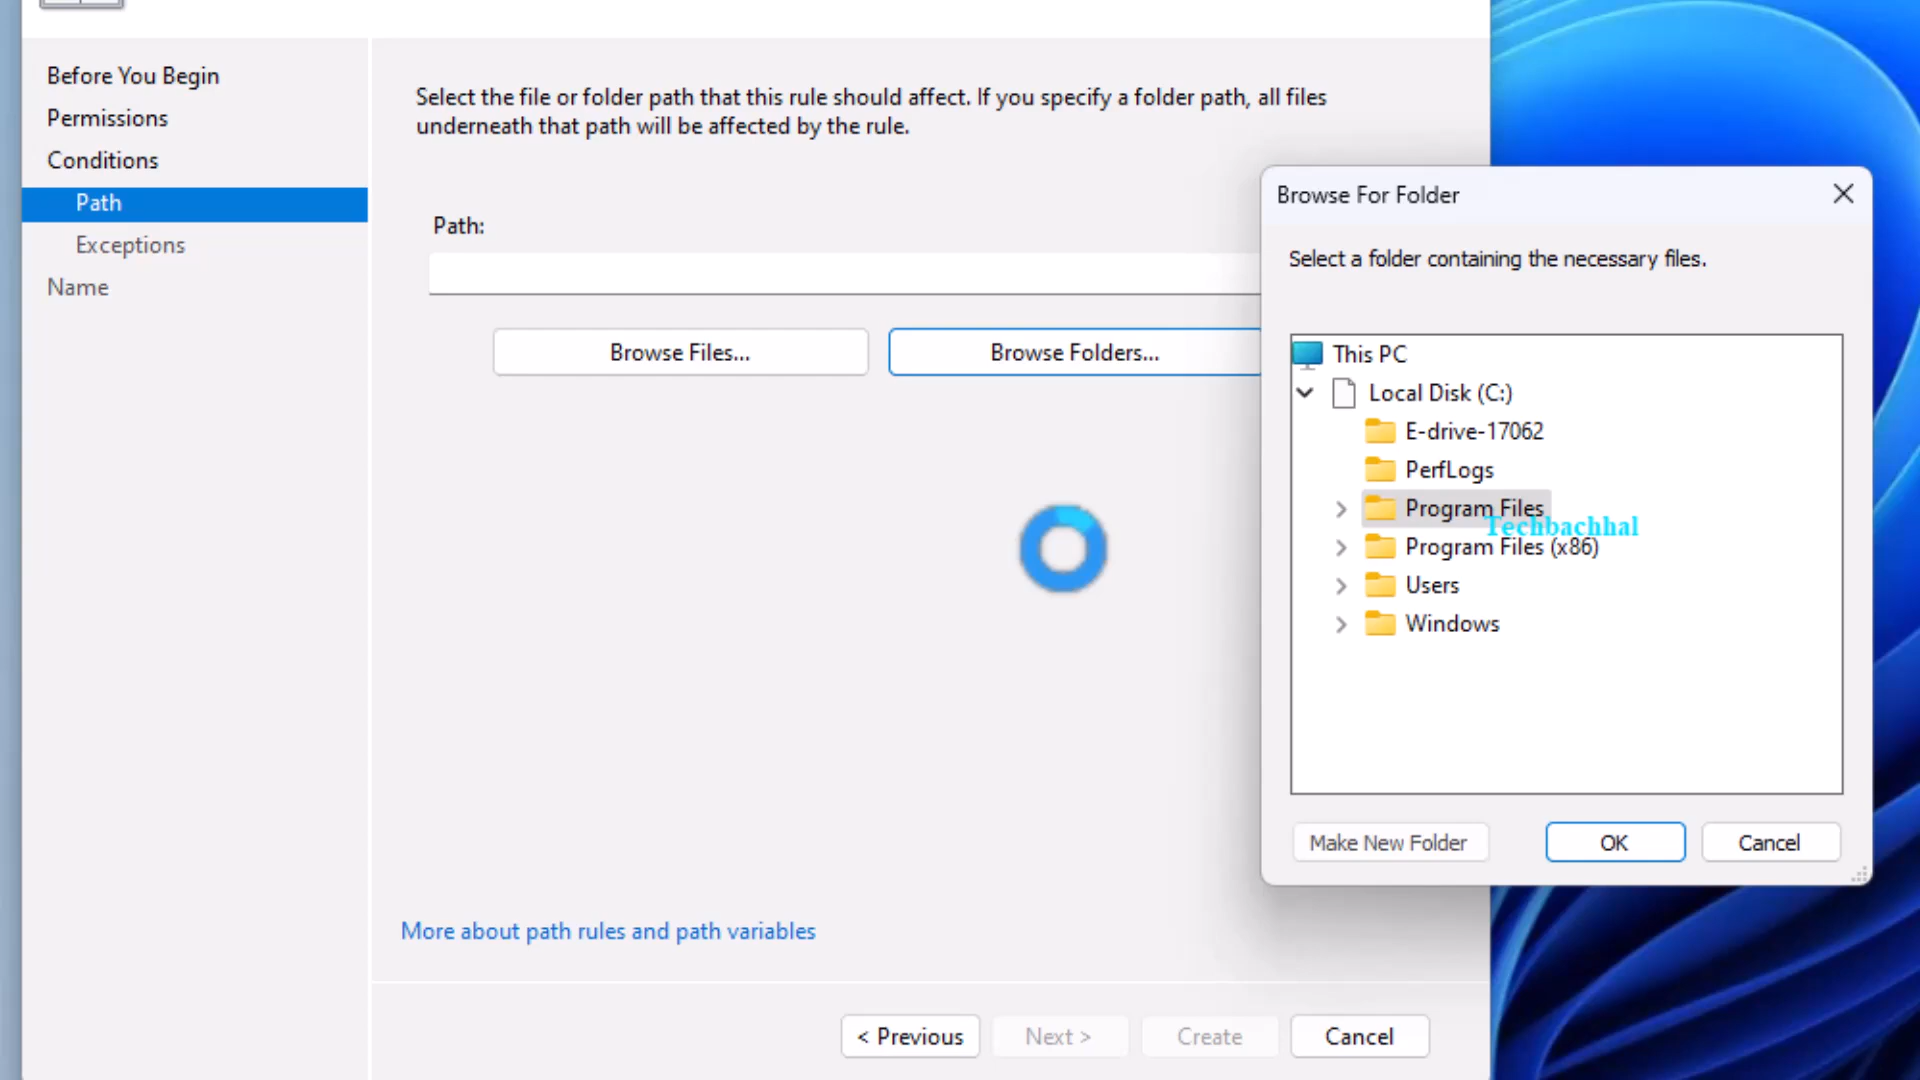 Before You Begin
Permissions
Conditions
Path
Exceptions
Name
Select the file or folder path that this rule should affect. If you specify a folder path, all files
underneath that path will be affected by the rule.
Path:
Browse Files...
Browse Folders...
More about path rules and path variables
< Previous
Next >
Create
Cancel
Browse For Folder
Select a folder containing the necessary files.
This PC
Local Disk (C:)
E-drive-17062
PerfLogs
Program Files
Techbachhal
Program Files (x86)
Users
Windows
Make New Folder
OK
Cancel